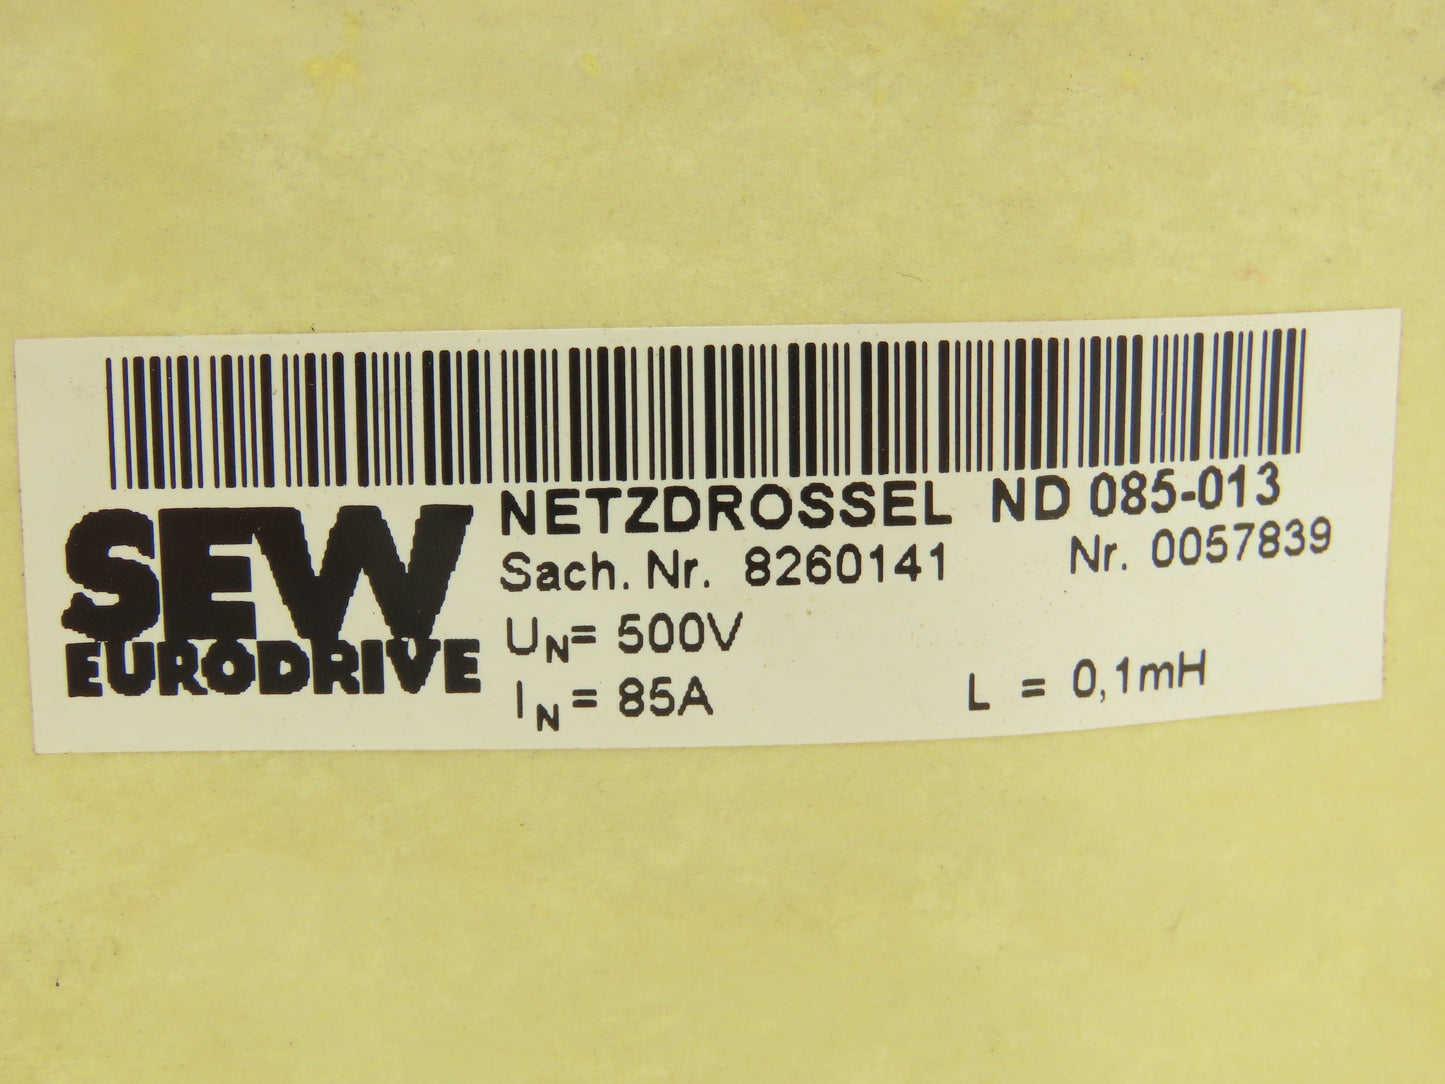 SEW
EURODRIVE
NETZDROSSEL ND 085-013
Sach. Nr. 8260141 Nr. 0057839
UN= 500V
IN= 85A L = 0,1mH